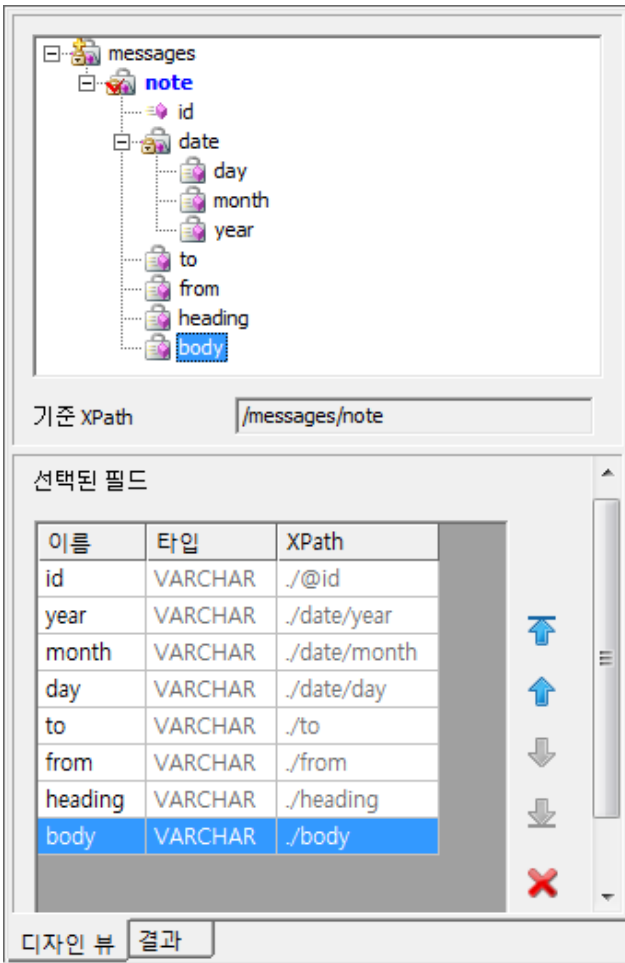 messages
note
id
date
day
month
year
to
from
heading
body
기준 XPath /messages/note
선택된 필드
이름 타입 XPath
id VARCHAR ./@id
year VARCHAR ./date/year
month VARCHAR ./date/month
day VARCHAR ./date/day
to VARCHAR ./to
from VARCHAR ./from
heading VARCHAR ./heading
body VARCHAR ./body
디자인 뷰 결과